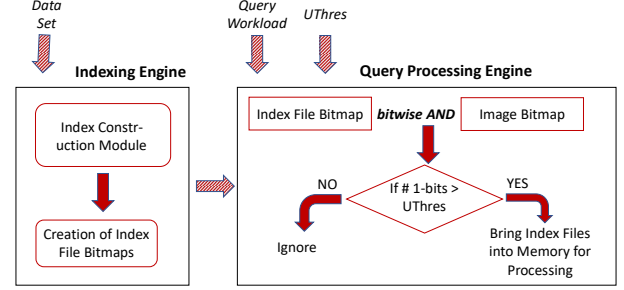 Data
Set
Query
Workload
UThres
Indexing Engine
Query Processing Engine
Index Constr-
uction Module
Creation of Index
File Bitmaps
Index File Bitmap
bitwise AND
Image Bitmap
If # 1-bits >
UThres
NO
YES
Ignore
Bring Index Files
into Memory for
Processing